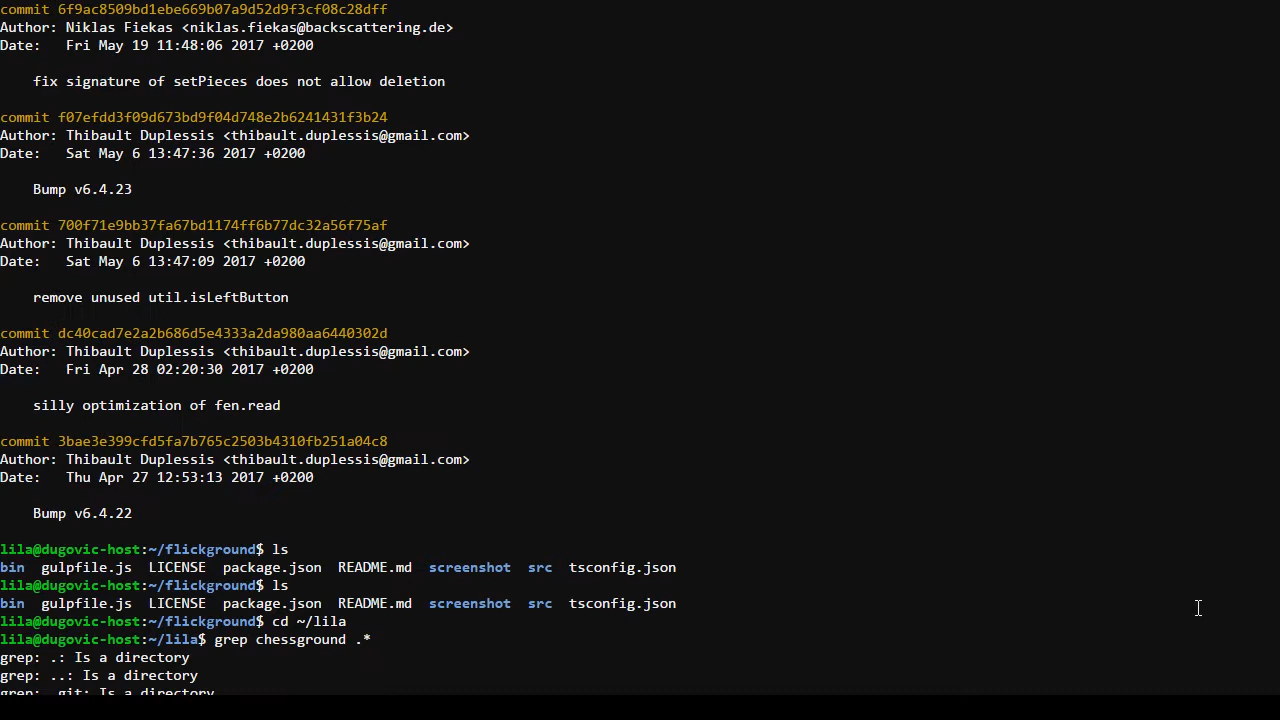 commit 6f9ac8509bd1ebe669b07a9d52d9f3cf08c28dff
Author: Niklas Fiekas <niklas.fiekas@backscattering.de>
Date:   Fri May 19 11:48:06 2017 +0200
fix signature of setPieces does not allow deletion
commit f07efdd3f09d673bd9f04d748e2b6241431f3b24
Author: Thibault Duplessis <thibault.duplessis@gmail.com>
Date:   Sat May 6 13:47:36 2017 +0200
Bump v6.4.23
commit 700f71e9bb37fa67bd1174ff6b77dc32a56f75af
Author: Thibault Duplessis <thibault.duplessis@gmail.com>
Date:   Sat May 6 13:47:09 2017 +0200
remove unused util.isLeftButton
commit dc40cad7e2a2b686d5e4333a2da980aa6440302d
Author: Thibault Duplessis <thibault.duplessis@gmail.com>
Date:   Fri Apr 28 02:20:30 2017 +0200
silly optimization of fen.read
commit 3bae3e399cfd5fa7b765c2503b4310fb251a04c8
Author: Thibault Duplessis <thibault.duplessis@gmail.com>
Date:   Thu Apr 27 12:53:13 2017 +0200
Bump v6.4.22
lila@dugovic-host:~/flickground$ ls
bin  gulpfile.js  LICENSE  package.json  README.md  screenshot  src  tsconfig.json
lila@dugovic-host:~/flickground$ ls
bin  gulpfile.js  LICENSE  package.json  README.md  screenshot  src  tsconfig.json
lila@dugovic-host:~/flickground$ cd ~/lila
lila@dugovic-host:~/lila$ grep chessground .*
grep: .: Is a directory
grep: ..: Is a directory
grep: .git: Is a directory